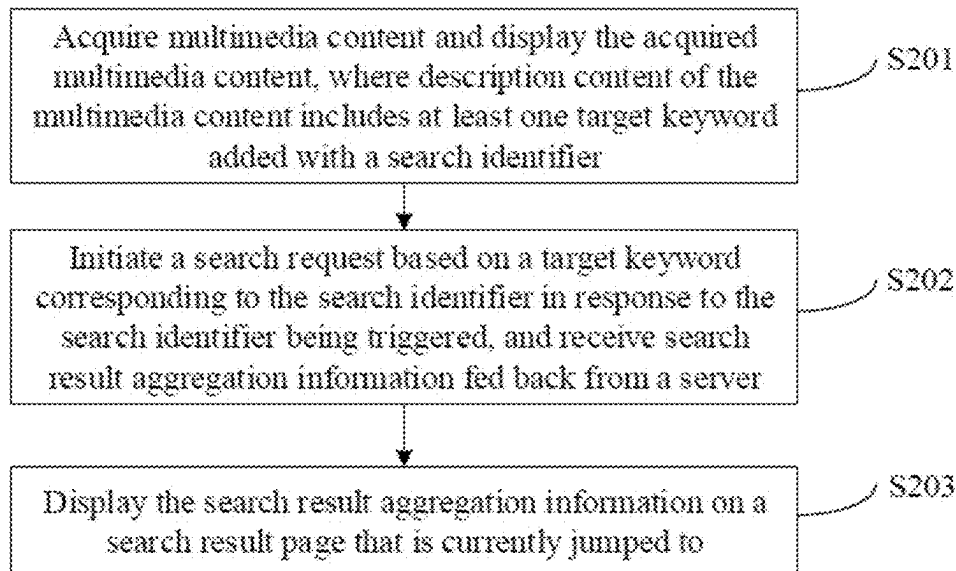 Acquire multimedia content and display the acquired
multimedia content, where description content of the
multimedia content includes at least one target keyword
added with a search identifier
S201
Initiate a search request based on a target keyword
corresponding to the search identifier in response to the
search identifier being triggered, and receive search
result aggregation information fed back from a server
S202
Display the search result aggregation information on a
search result page that is currently jumped to
S203